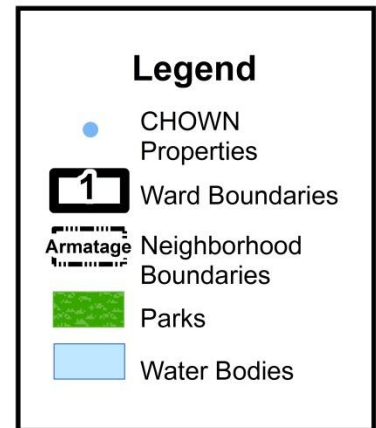 Legend
CHOWN
Properties
1
Ward Boundaries
Armatage
Neighborhood
Boundaries
Parks
Water Bodies